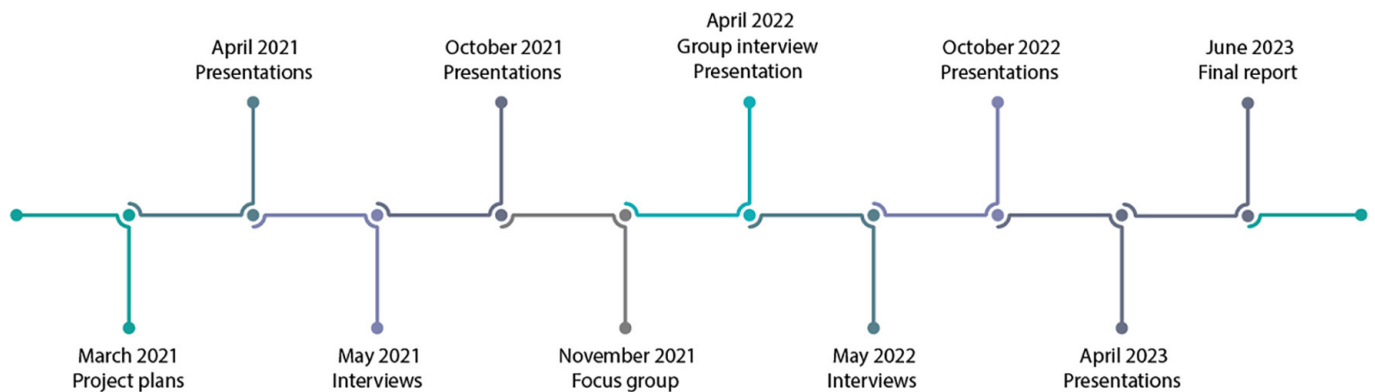 April 2021
Presentations
October 2021
Presentations
April 2022
Group interview
Presentation
October 2022
Presentations
June 2023
Final report
March 2021
Project plans
May 2021
Interviews
November 2021
Focus group
May 2022
Interviews
April 2023
Presentations